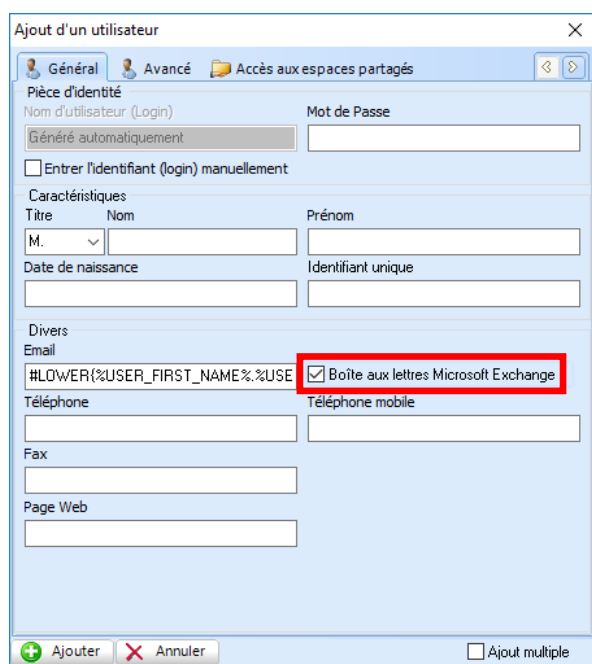 Ajout d'un utilisateur
Général Avancé Accès aux espaces partagés
Pièce d'identité
Nom d'utilisateur (Login) Mot de Passe
Généré automatiquement
Entrer l'identifiant (login) manuellement
Caractéristiques
Titre Nom Prénom
M.
Date de naissance Identifiant unique
Divers
Email
#LOWER{%USER_FIRST_NAME%.%USE Boîte aux lettres Microsoft Exchange
Téléphone Téléphone mobile
Fax
Page Web
Ajouter Annuler Ajout multiple